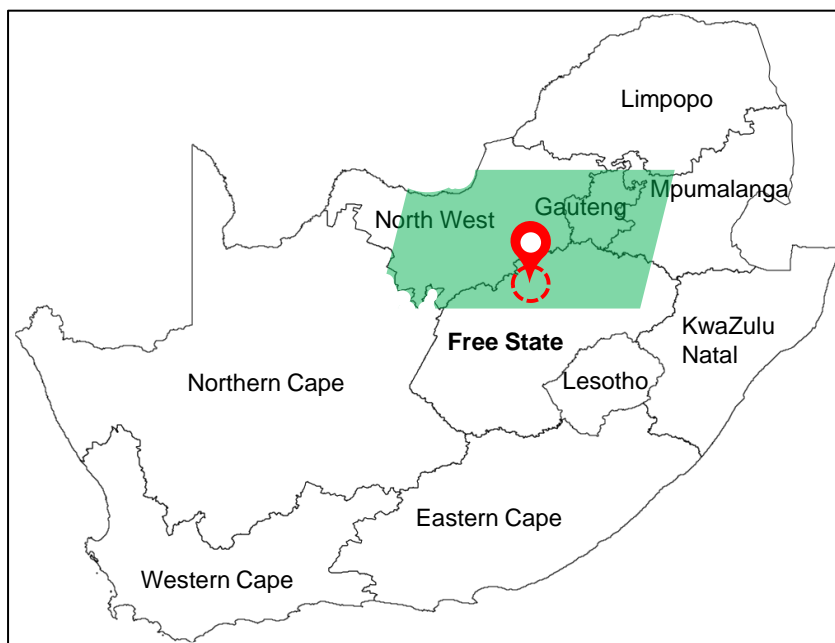 Limpopo
Mpumalanga
North West
Gauteng
KwaZulu
Natal
Free State
Lesotho
Northern Cape
Eastern Cape
Western Cape